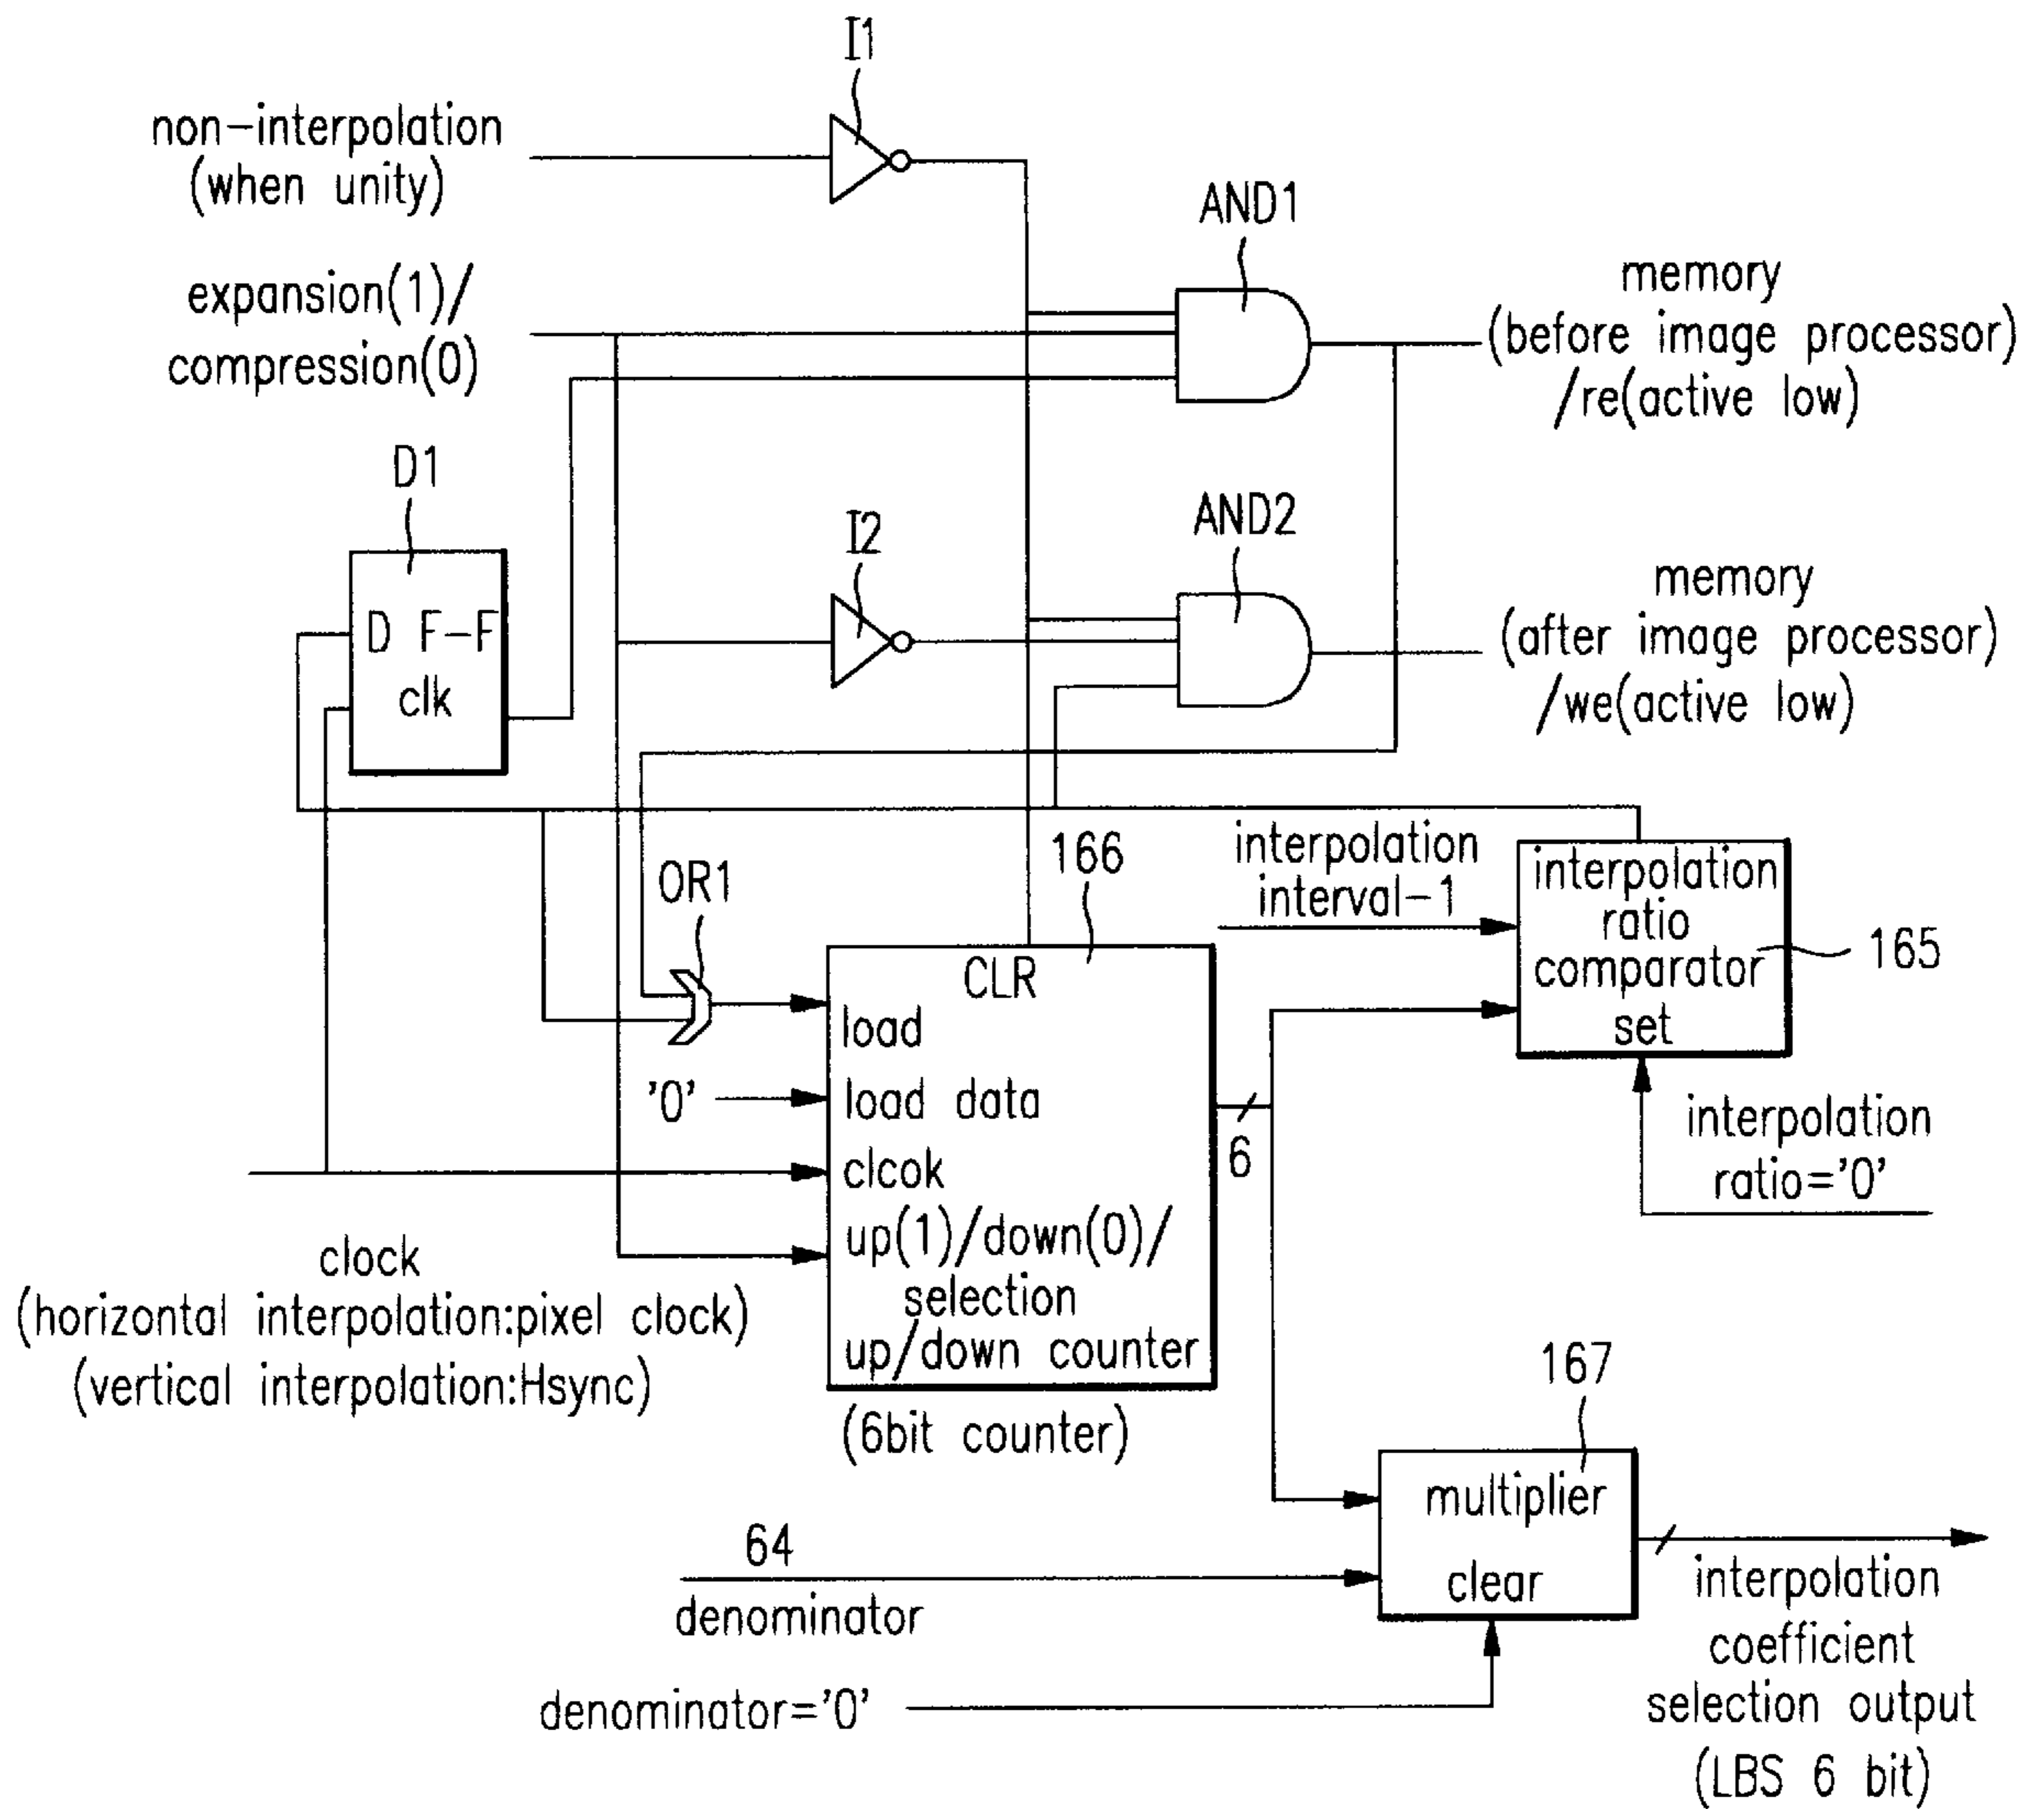 I1
non-interpolation
(when unity)
AND1
expansion(1)/
compression(0)
memory
(before image processor)
/re(active low)
D1
I2
AND2
D F-F
clk
memory
(after image processor)
/we(active low)
OR1
166
interpolation
interval-1
interpolation
ratio
comparator
set
165
CLR
load
'0'
load data
clcok
up(1)/down(0)/
selection
up/down counter
6
interpolation
ratio='0'
clock
(horizontal interpolation:pixel clock)
(vertical interpolation:Hsync)
(6bit counter)
167
multiplier
clear
64
denominator
denominator='0'
interpolation
coefficient
selection output
(LBS 6 bit)